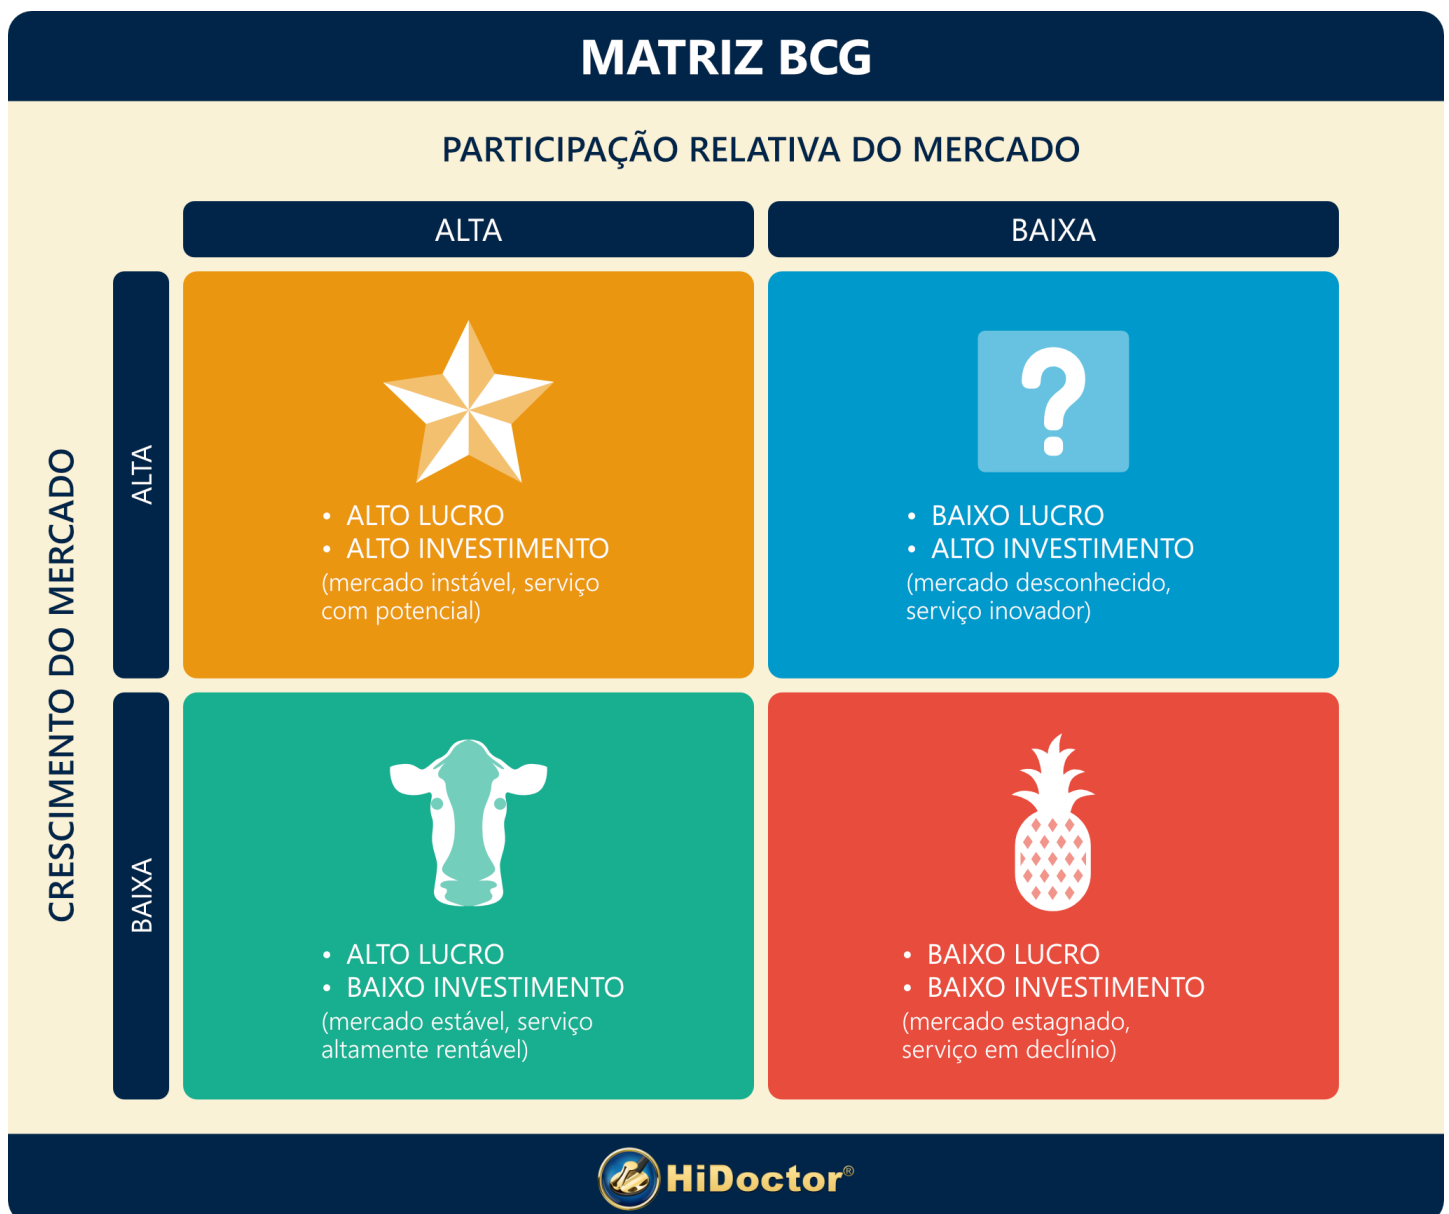 MATRIZ BCG
PARTICIPAÇÃO RELATIVA DO MERCADO
ALTA
BAIXA
CRESCIMENTO DO MERCADO
ALTA
?
• ALTO LUCRO
• ALTO INVESTIMENTO
(mercado instável, serviço
com potencial)
• BAIXO LUCRO
• ALTO INVESTIMENTO
(mercado desconhecido,
serviço inovador)
BAIXA
• ALTO LUCRO
• BAIXO INVESTIMENTO
(mercado estável, serviço
altamente rentável)
• BAIXO LUCRO
• BAIXO INVESTIMENTO
(mercado estagnado,
serviço em declínio)
HiDoctor®